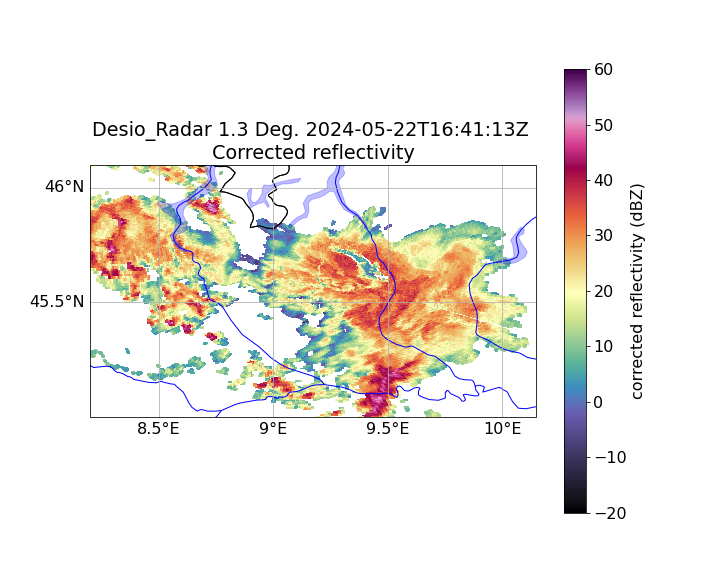 Desio_Radar 1.3 Deg. 2024-05-22T16:41:13Z
Corrected reflectivity
46°N
45.5°N
8.5°E
9°E
9.5°E
10°E
60
50
40
30
20
10
0
−10
−20
corrected reflectivity (dBZ)